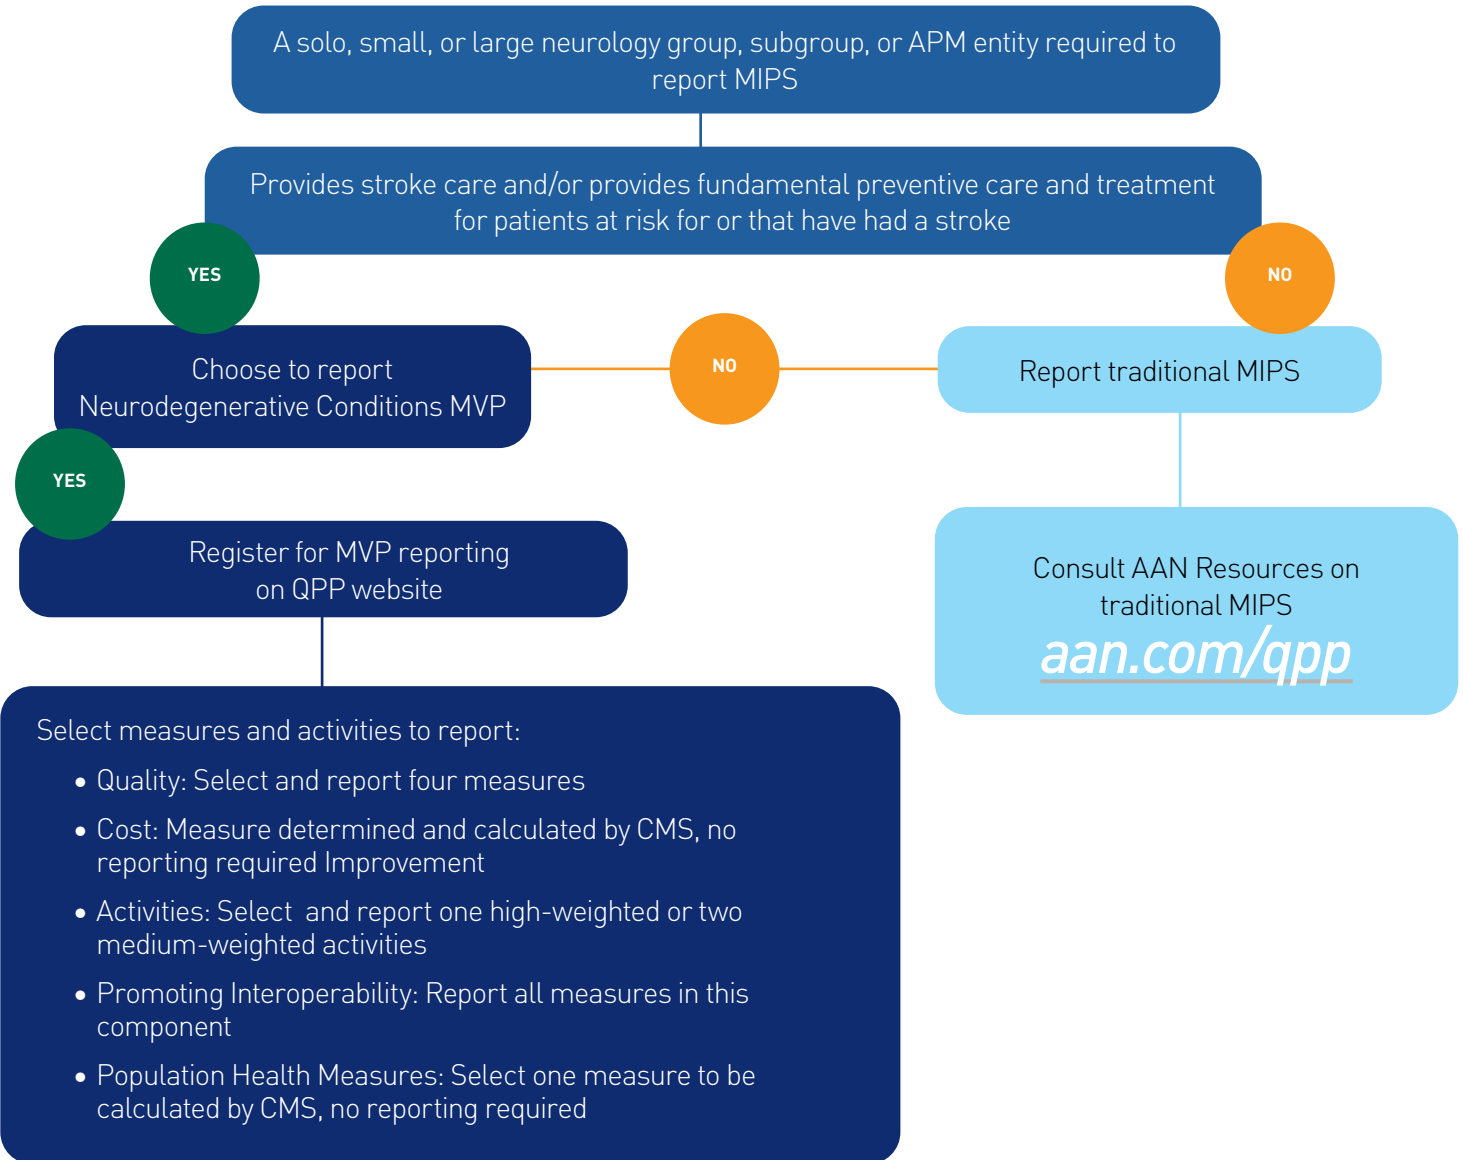 A solo, small, or large neurology group, subgroup, or APM entity required to
report MIPS
Provides stroke care and/or provides fundamental preventive care and treatment
for patients at risk for or that have had a stroke
YES
NO
Choose to report
Neurodegenerative Conditions MVP
NO
Report traditional MIPS
YES
Register for MVP reporting
on QPP website
Consult AAN Resources on
traditional MIPS
aan.com/qpp
Select measures and activities to report:
• Quality: Select and report four measures
• Cost: Measure determined and calculated by CMS, no
reporting required Improvement
• Activities: Select and report one high-weighted or two
medium-weighted activities
• Promoting Interoperability: Report all measures in this
component
• Population Health Measures: Select one measure to be
calculated by CMS, no reporting required